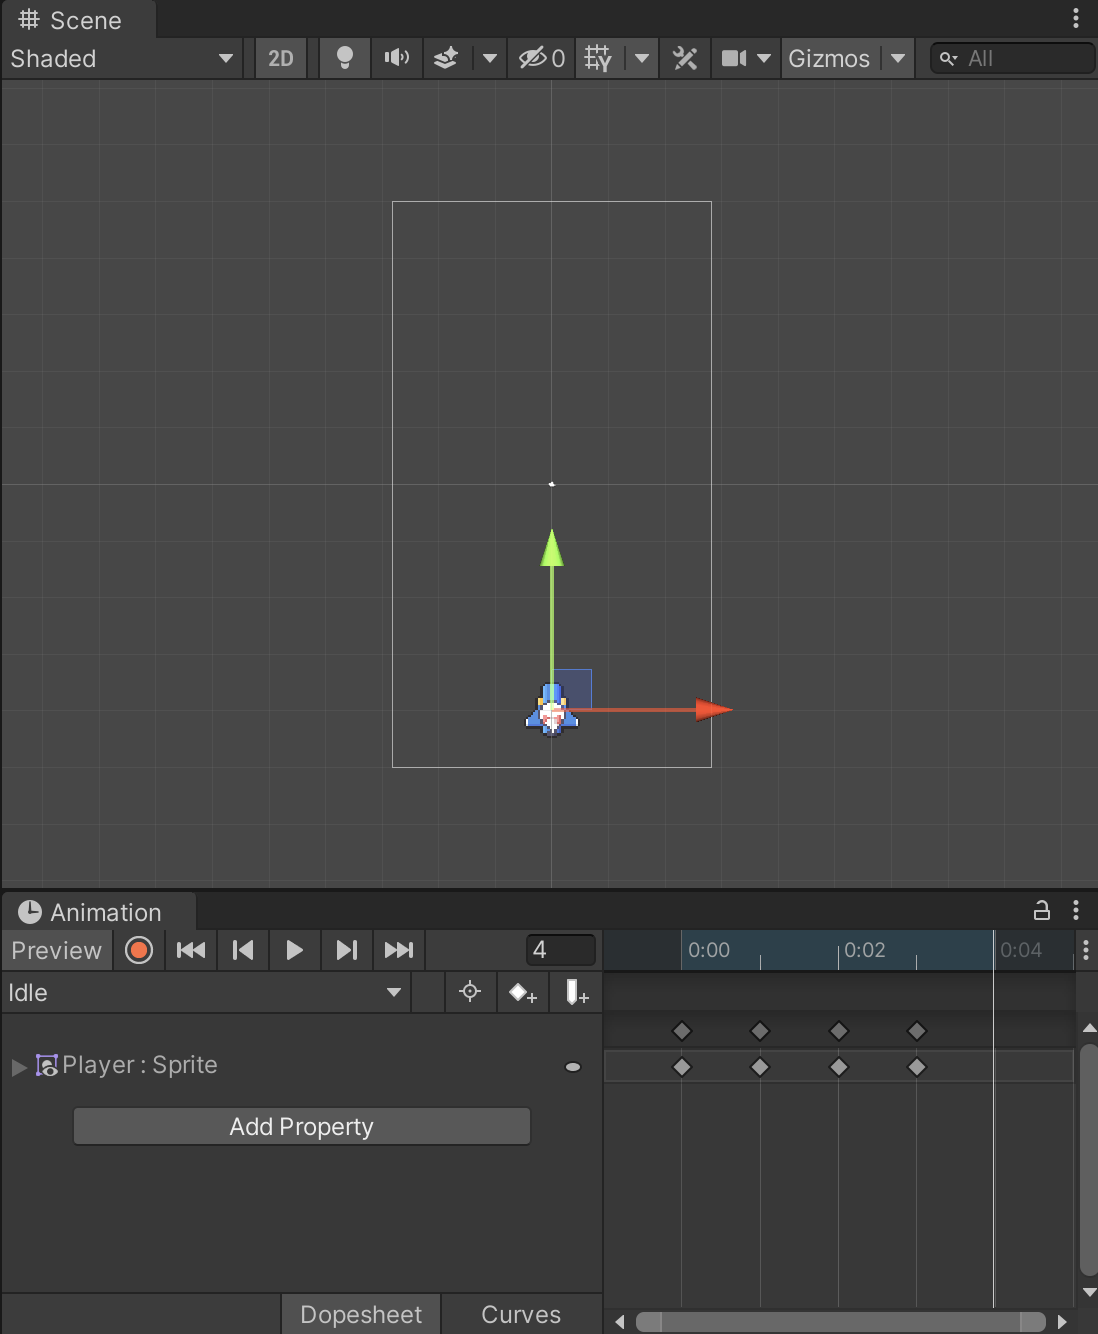 Scene
Shaded 2D 0 Gizmos All
Animation
Preview 4 0:00 0:02 0:04
Idle
Player : Sprite
Add Property
Dopesheet Curves